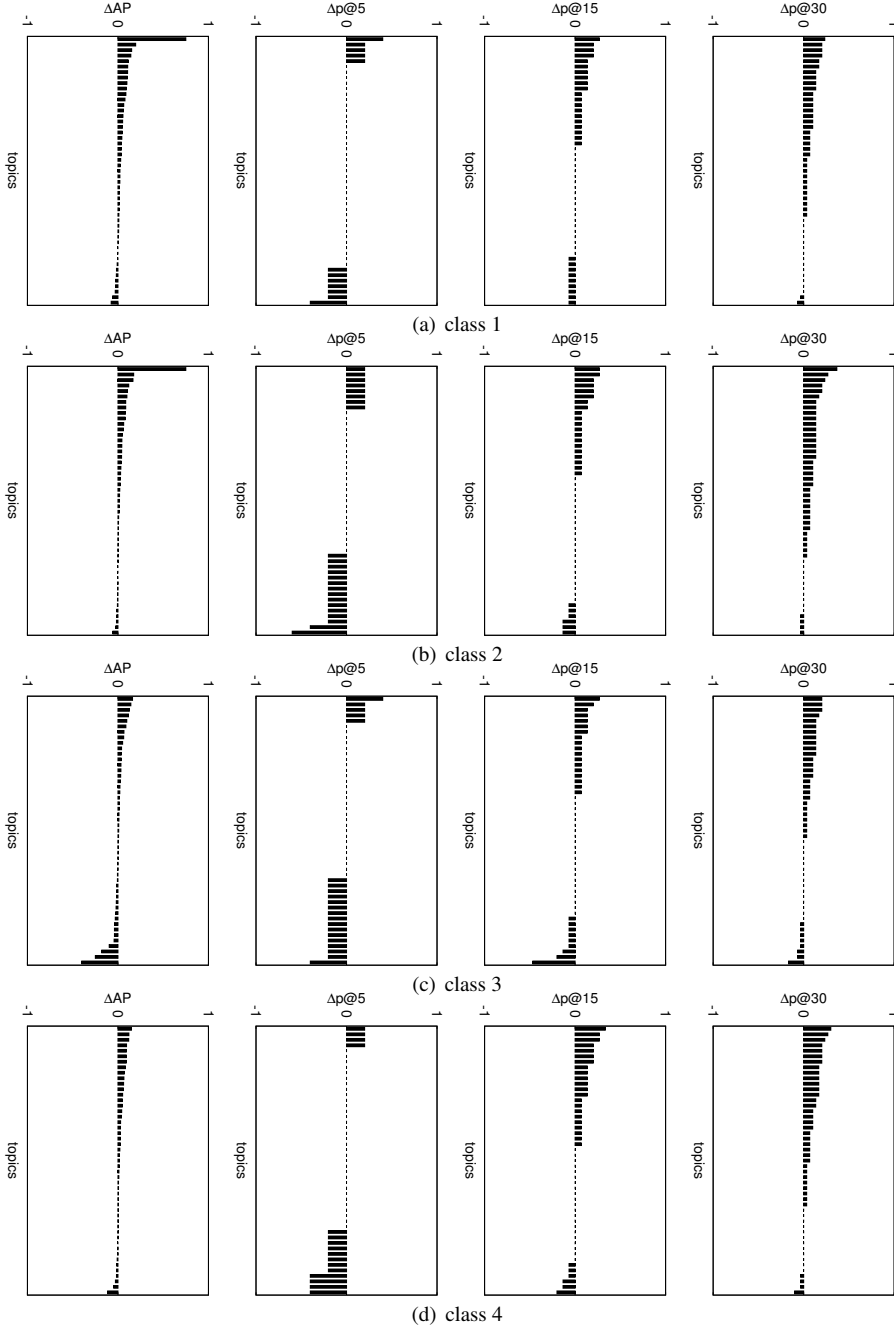 ΔAP
-1 0 1
topics
Δp@5
-1 0 1
topics
Δp@15
-1 0 1
topics
Δp@30
-1 0 1
topics
(a) class 1
ΔAP
-1 0 1
topics
Δp@5
-1 0 1
topics
Δp@15
-1 0 1
topics
Δp@30
-1 0 1
topics
(b) class 2
ΔAP
-1 0 1
topics
Δp@5
-1 0 1
topics
Δp@15
-1 0 1
topics
Δp@30
-1 0 1
topics
(c) class 3
ΔAP
-1 0 1
topics
Δp@5
-1 0 1
topics
Δp@15
-1 0 1
topics
Δp@30
-1 0 1
topics
(d) class 4